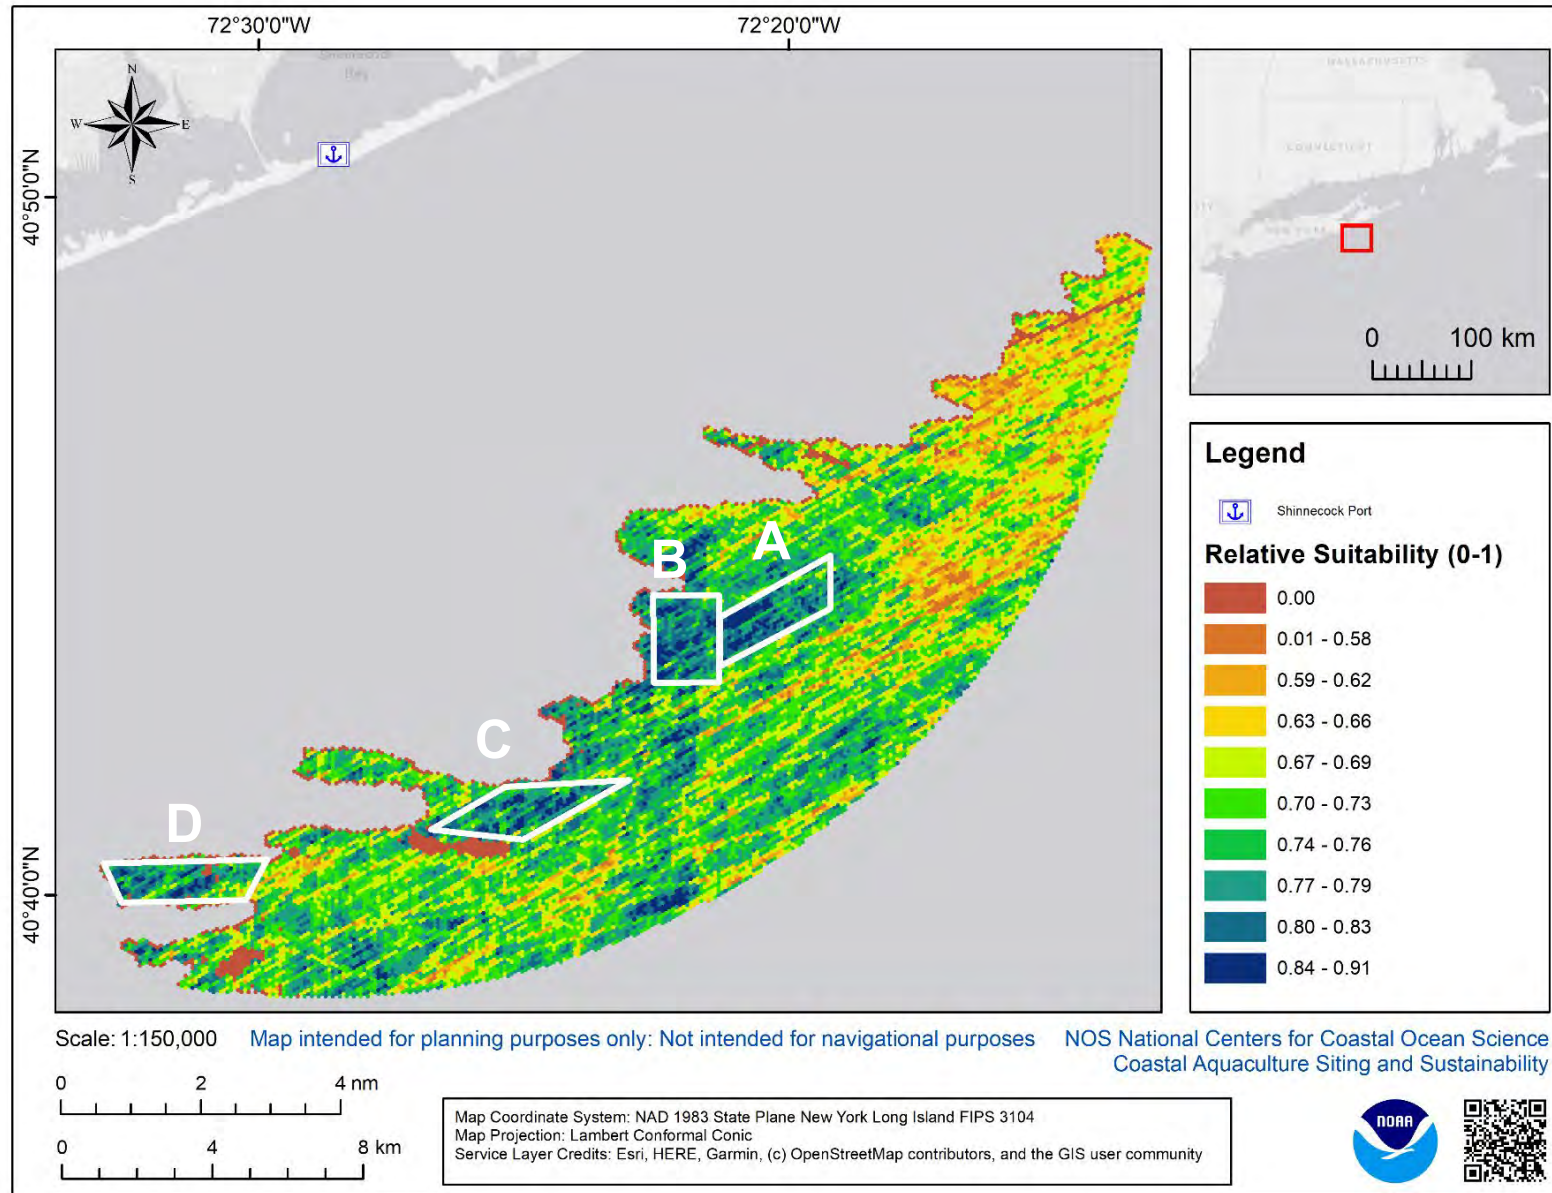 72°30'0"W
72°20'0"W
Shinnecock
Bay
N
W
E
S
40°50'0"N
40°40'0"N
A
B
C
D
MASSACHUSETTS
CONNECTICUT
NEW YORK
0 100 km
Legend
Shinnecock Port
Relative Suitability (0-1)
0.00
0.01 - 0.58
0.59 - 0.62
0.63 - 0.66
0.67 - 0.69
0.70 - 0.73
0.74 - 0.76
0.77 - 0.79
0.80 - 0.83
0.84 - 0.91
Scale: 1:150,000
Map intended for planning purposes only: Not intended for navigational purposes
NOS National Centers for Coastal Ocean Science
Coastal Aquaculture Siting and Sustainability
0 2 4 nm
0 4 8 km
Map Coordinate System: NAD 1983 State Plane New York Long Island FIPS 3104
Map Projection: Lambert Conformal Conic
Service Layer Credits: Esri, HERE, Garmin, (c) OpenStreetMap contributors, and the GIS user community
NOAA